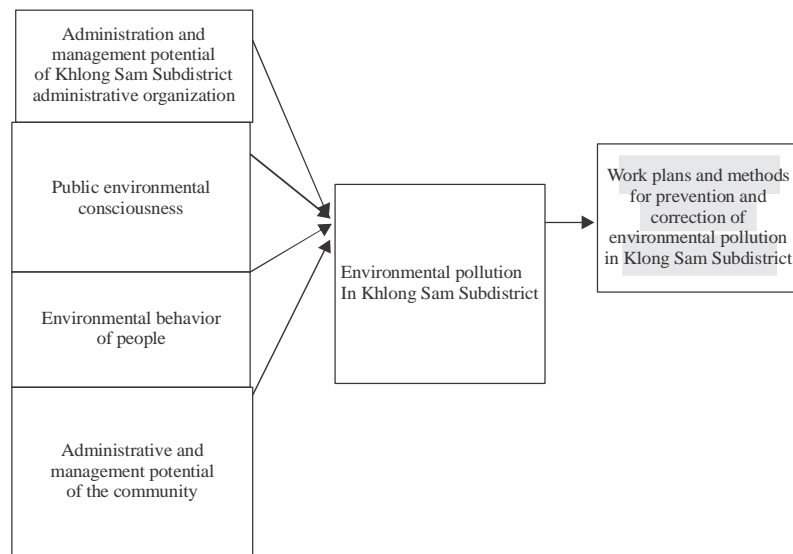 Administration and
management potential
of Khlong Sam Subdistrict
administrative organization
Public environmental
consciousness
Environmental behavior
of people
Administrative and
management potential
of the community
Environmental pollution
In Khlong Sam Subdistrict
Work plans and methods
for prevention and
correction of
environmental pollution
in Klong Sam Subdistrict